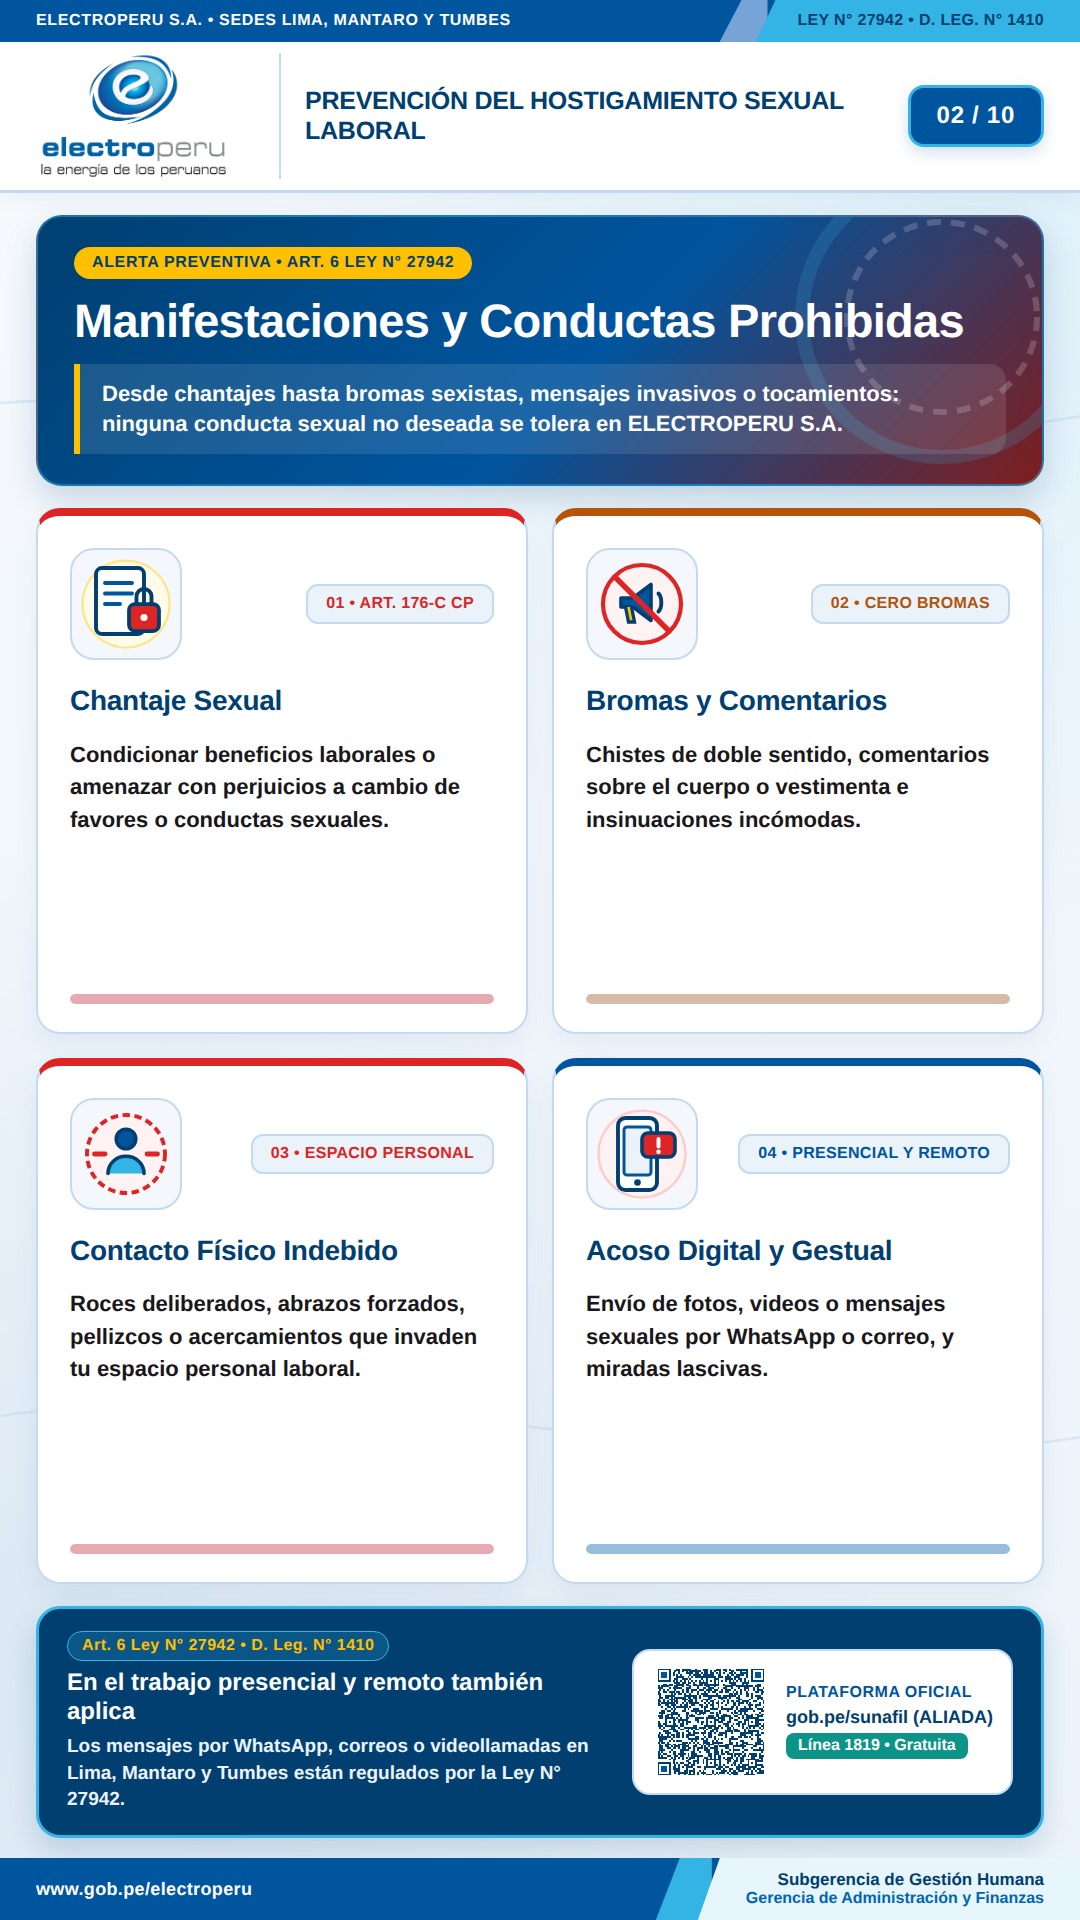 ELECTROPERU S.A. • SEDES LIMA, MANTARO Y TUMBES
LEY N° 27942 • D. LEG. N° 1410
electroperu
la energía de los peruanos
PREVENCIÓN DEL HOSTIGAMIENTO SEXUAL
LABORAL
02 / 10
ALERTA PREVENTIVA • ART. 6 LEY N° 27942
Manifestaciones y Conductas Prohibidas
Desde chantajes hasta bromas sexistas, mensajes invasivos o tocamientos:
ninguna conducta sexual no deseada se tolera en ELECTROPERU S.A.
01 • ART. 176-C CP
Chantaje Sexual
Condicionar beneficios laborales o
amenazar con perjuicios a cambio de
favores o conductas sexuales.
02 • CERO BROMAS
Bromas y Comentarios
Chistes de doble sentido, comentarios
sobre el cuerpo o vestimenta e
insinuaciones incómodas.
03 • ESPACIO PERSONAL
Contacto Físico Indebido
Roces deliberados, abrazos forzados,
pellizcos o acercamientos que invaden
tu espacio personal laboral.
04 • PRESENCIAL Y REMOTO
Acoso Digital y Gestual
Envío de fotos, videos o mensajes
sexuales por WhatsApp o correo, y
miradas lascivas.
Art. 6 Ley N° 27942 • D. Leg. N° 1410
En el trabajo presencial y remoto también
aplica
Los mensajes por WhatsApp, correos o videollamadas en
Lima, Mantaro y Tumbes están regulados por la Ley N°
27942.
PLATAFORMA OFICIAL
gob.pe/sunafil (ALIADA)
Línea 1819 • Gratuita
www.gob.pe/electroperu
Subgerencia de Gestión Humana
Gerencia de Administración y Finanzas